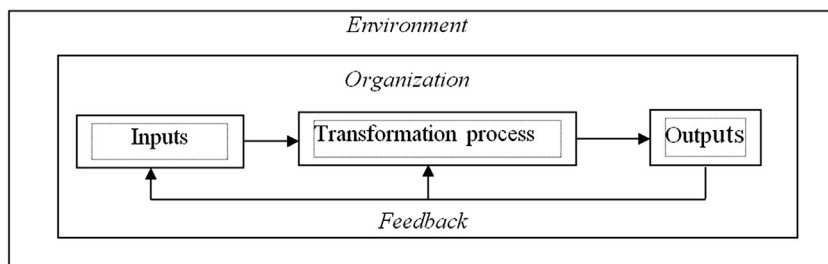 Environment
Organization
Inputs
Transformation process
Outputs
Feedback